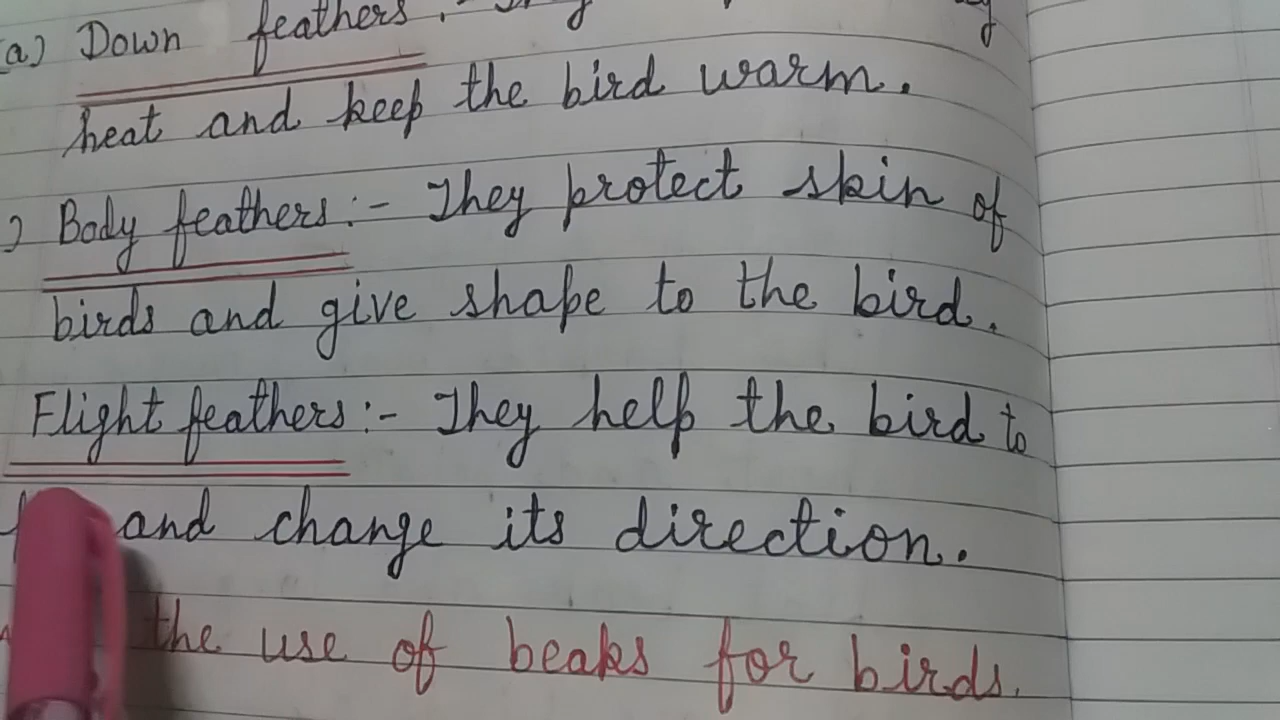 (a) Down feathers :- They
heat and keep the bird warm.
) Body feathers :- They protect skin of
birds and give shape to the bird.
Flight feathers :- They help the bird to
and change its direction.
the use of beaks for birds.